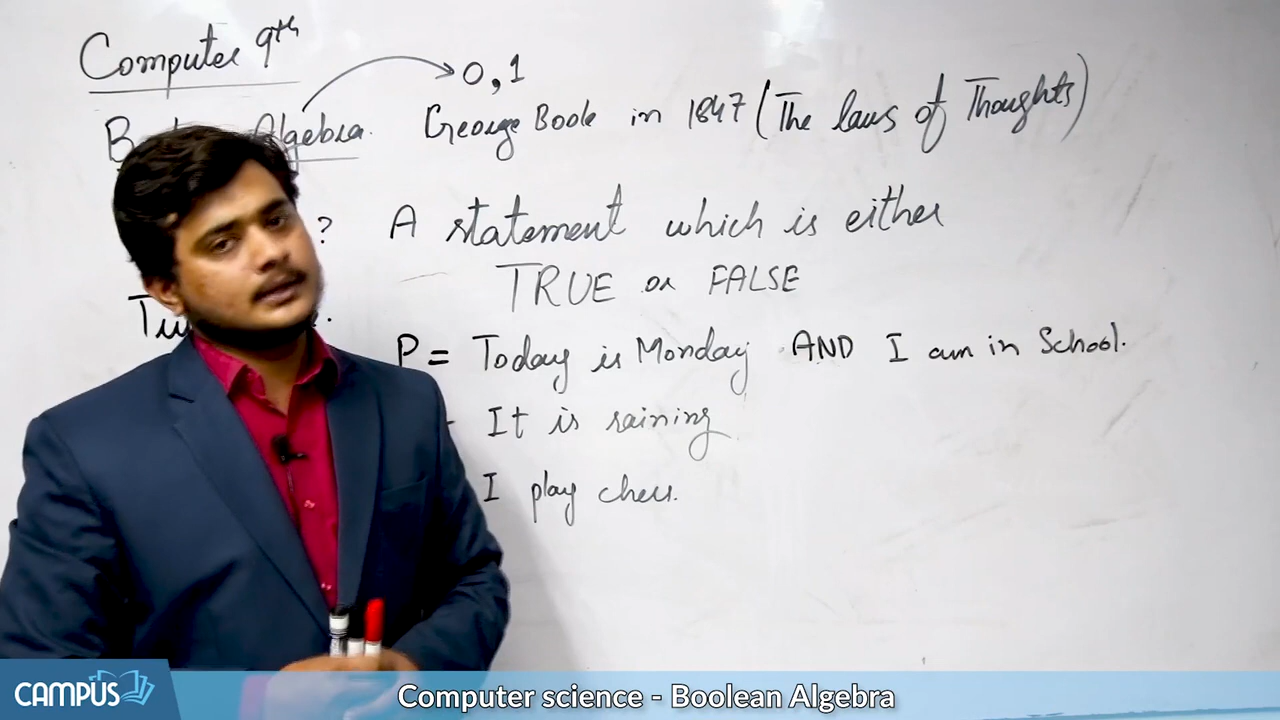 Computer 9th
0, 1
Algebra. George Boole in 1847 (The laws of Thoughts)
? A statement which is either
TRUE or FALSE
P = Today is Monday AND I am in School.
It is raining
I play chess.
CAMPUS
Computer science - Boolean Algebra